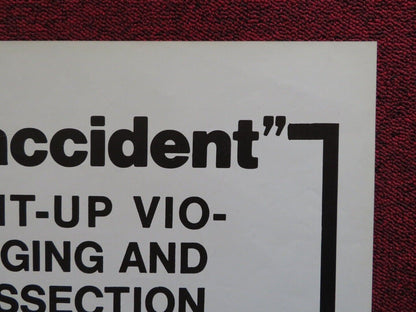 accident”
IT-UP VIO-
GING AND
SSECTION